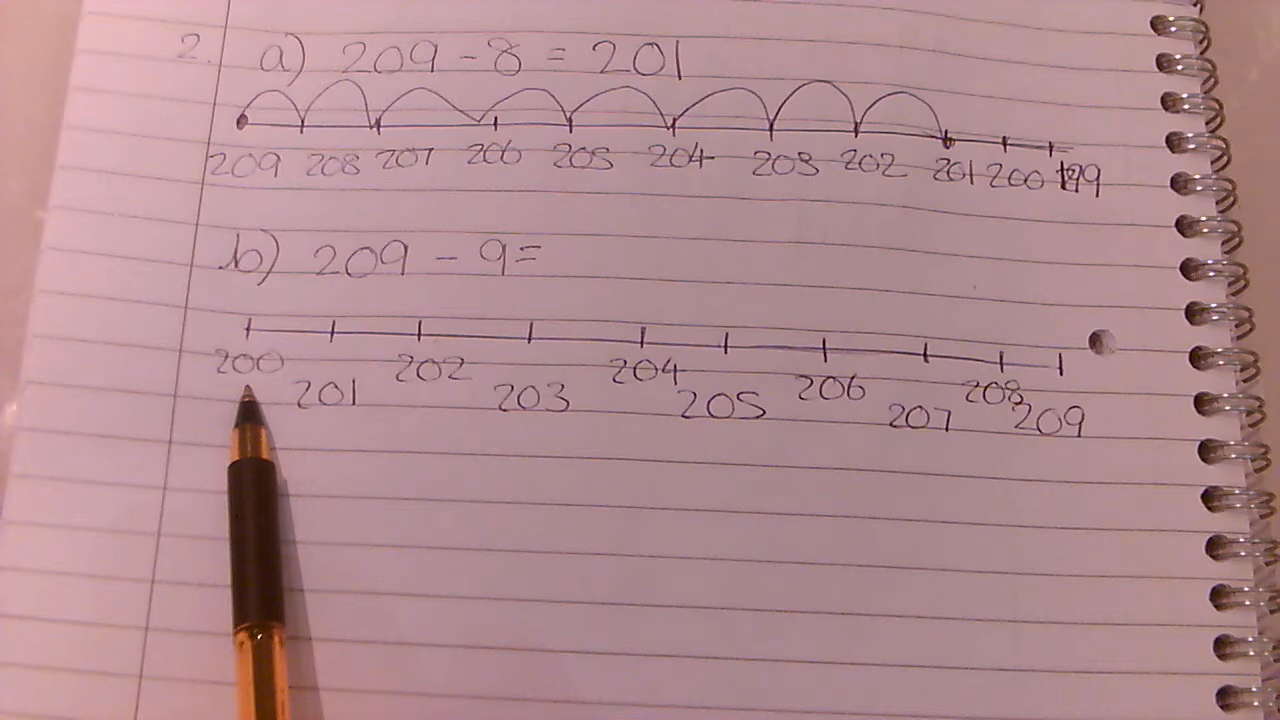 2. a) 209 - 8 = 201
209 208 207 206 205 204 203 202 201 200 199
b) 209 - 9 =
200 201 202 203 204 205 206 207 208 209